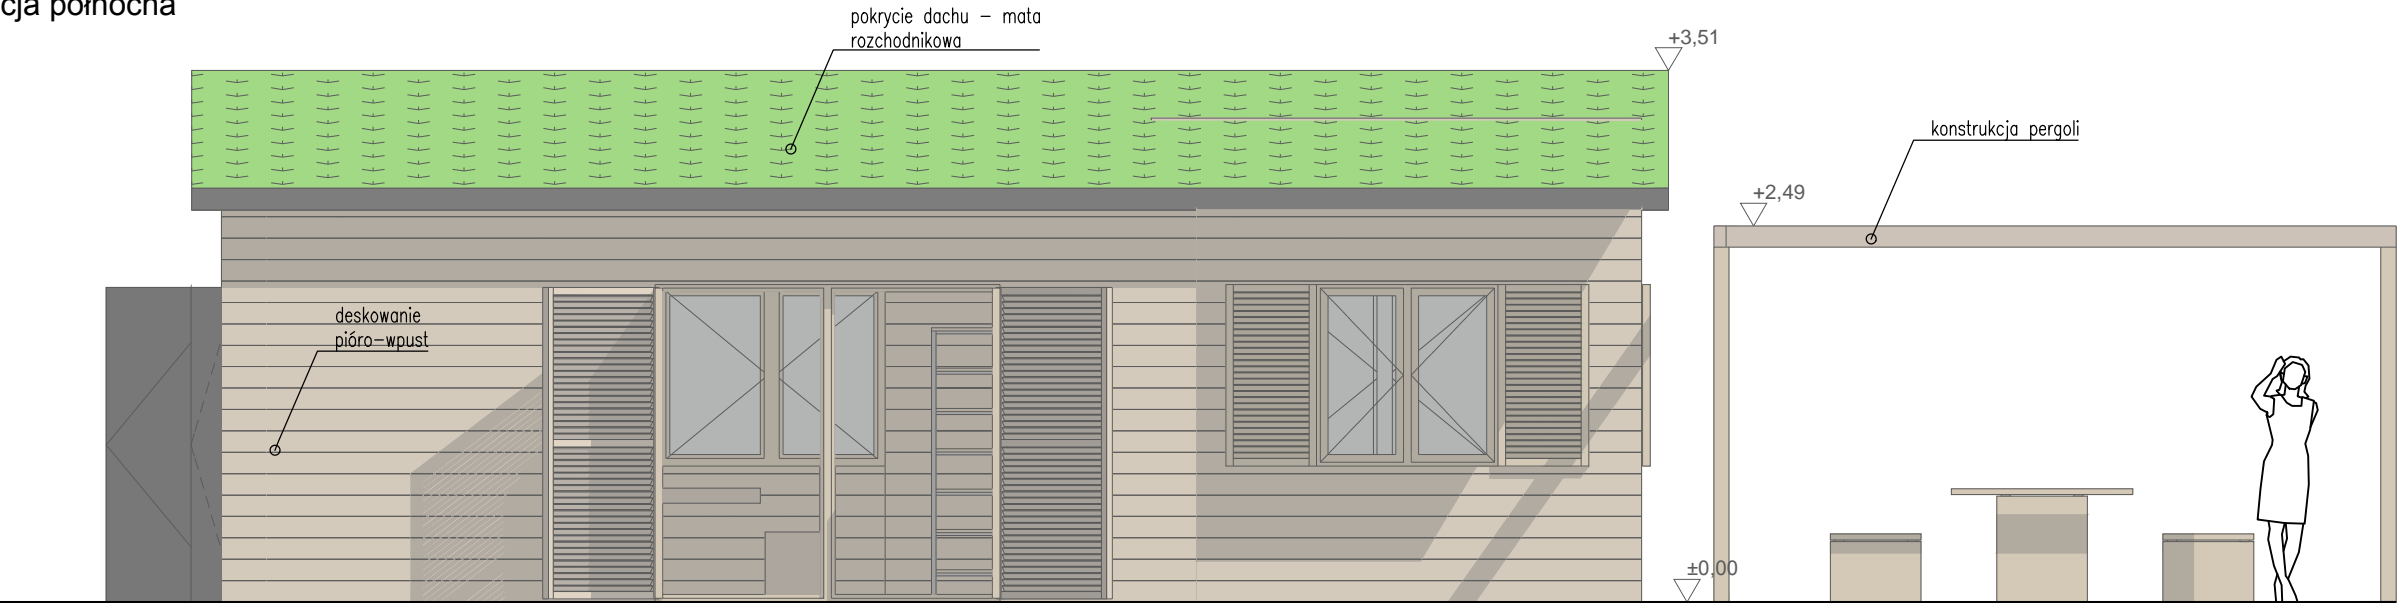 cja północna
pokrycie dachu - mata
rozchodnikowa
+3,51
konstrukcja pergoli
+2,49
deskowanie
pióro-wpust
±0,00